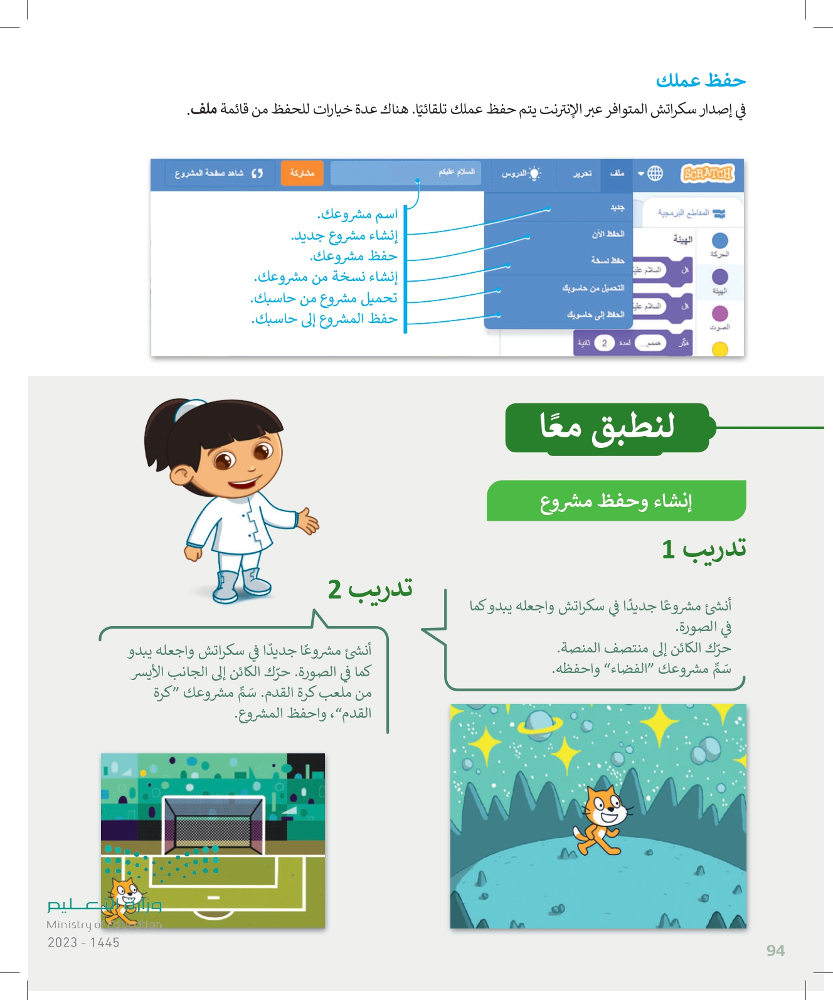 حفظ عملك
في إصدار سكراتش المتوافر عبر الإنترنت يتم حفظ عملك تلقائيًا. هناك عدة خيارات للحفظ من قائمة ملف.
SCRATCH
ملف
تحرير
الدروس
السلام عليكم
مشاركة
شاهد صفحة المشروع
المقاطع البرمجية
الهيئة
الحركة
الهيئة
الصوت
قل
قل
فكّر
هممم...
لمدة
2
ثانية
جديد
الحفظ الآن
حفظ نسخة
التحميل من حاسوبك
الحفظ إلى حاسوبك
اسم مشروعك.
إنشاء مشروع جديد.
حفظ مشروعك.
إنشاء نسخة من مشروعك.
تحميل مشروع من حاسبك.
حفظ المشروع إلى حاسبك.
لنطبق معًا
إنشاء وحفظ مشروع
تدريب 1
أنشئ مشروعًا جديدًا في سكراتش واجعله يبدو كما
في الصورة.
حرّك الكائن إلى منتصف المنصة.
سَمِّ مشروعك ”الفضاء“ واحفظه.
تدريب 2
أنشئ مشروعًا جديدًا في سكراتش واجعله يبدو
كما في الصورة. حرّك الكائن إلى الجانب الأيسر
من ملعب كرة القدم. سَمِّ مشروعك ”كرة
القدم“، واحفظ المشروع.
وزارة التعليم
Ministry of Education
2023 - 1445
94